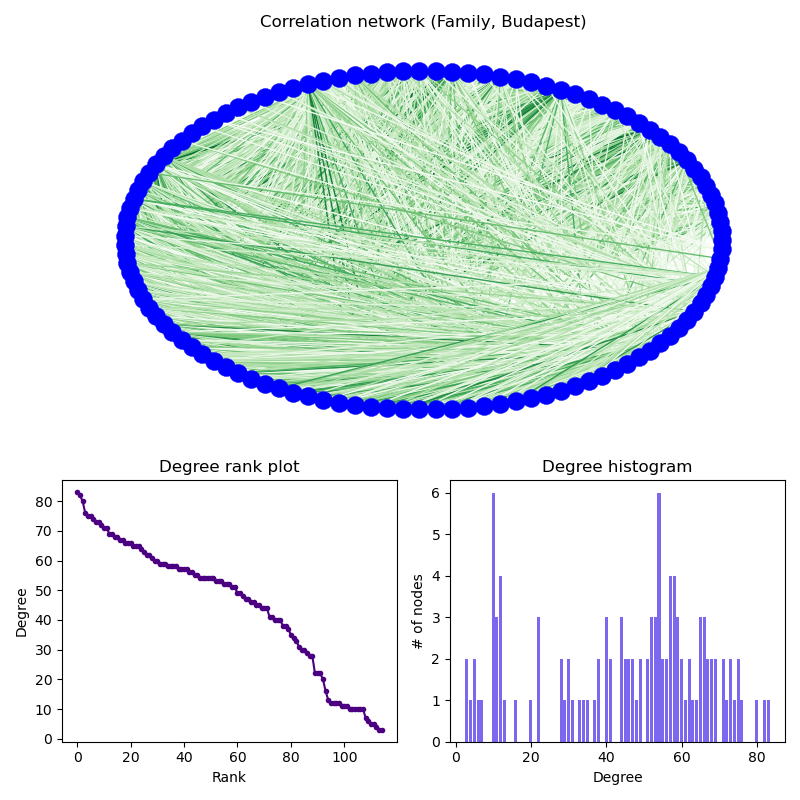 Correlation network (Family, Budapest)
Degree rank plot
Degree
80
70
60
50
40
30
20
10
0
0 20 40 60 80 100
Rank
Degree histogram
# of nodes
6
5
4
3
2
1
0
0 20 40 60 80
Degree